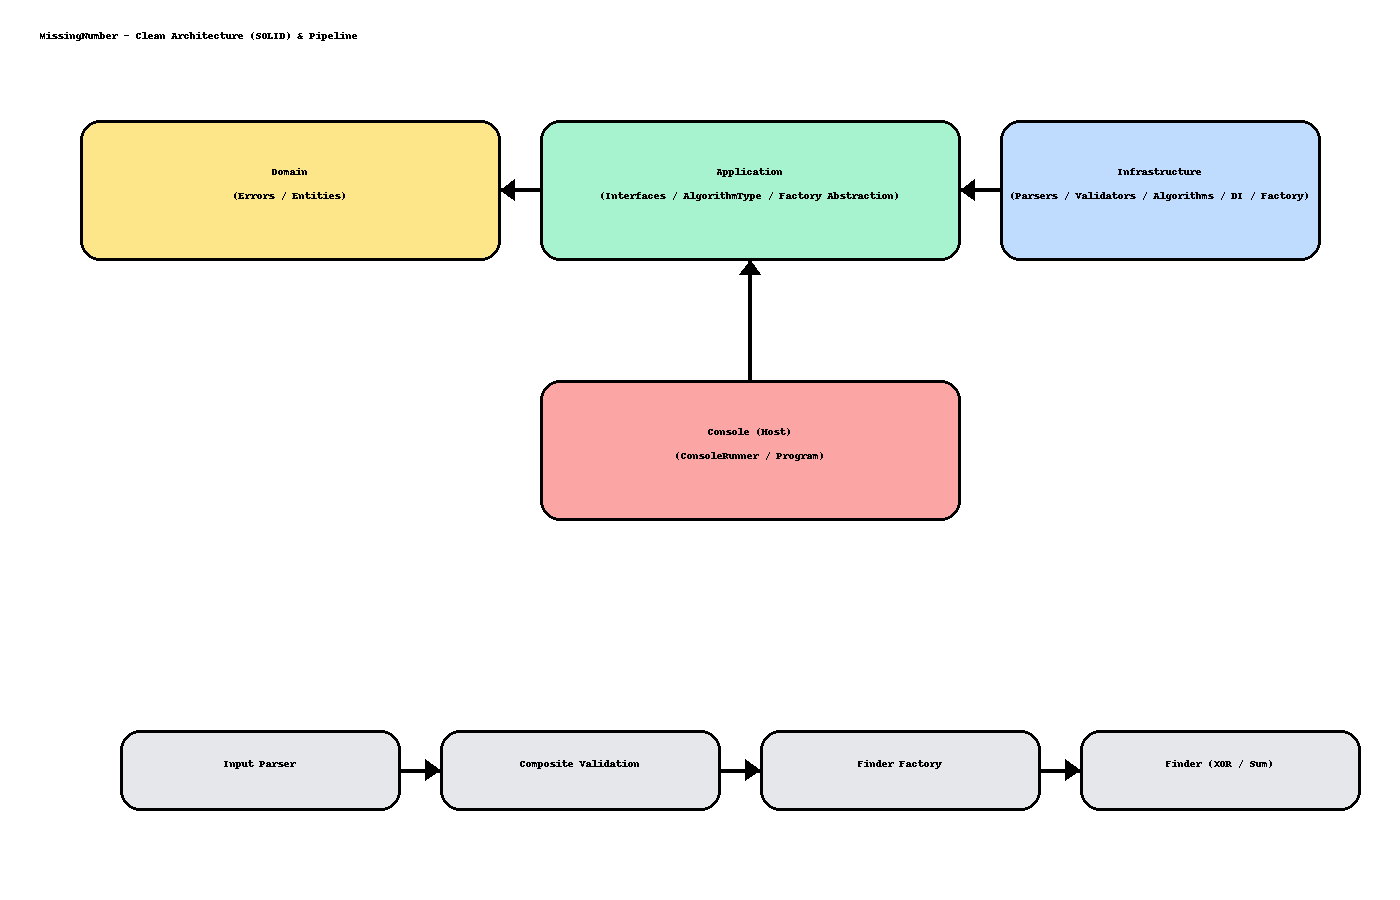 MissingNumber - Clean Architecture (SOLID) & Pipeline
Domain
(Errors / Entities)
Application
(Interfaces / AlgorithmType / Factory Abstraction)
Infrastructure
(Parsers / Validators / Algorithms / DI / Factory)
Console (Host)
(ConsoleRunner / Program)
Input Parser
Composite Validation
Finder Factory
Finder (XOR / Sum)